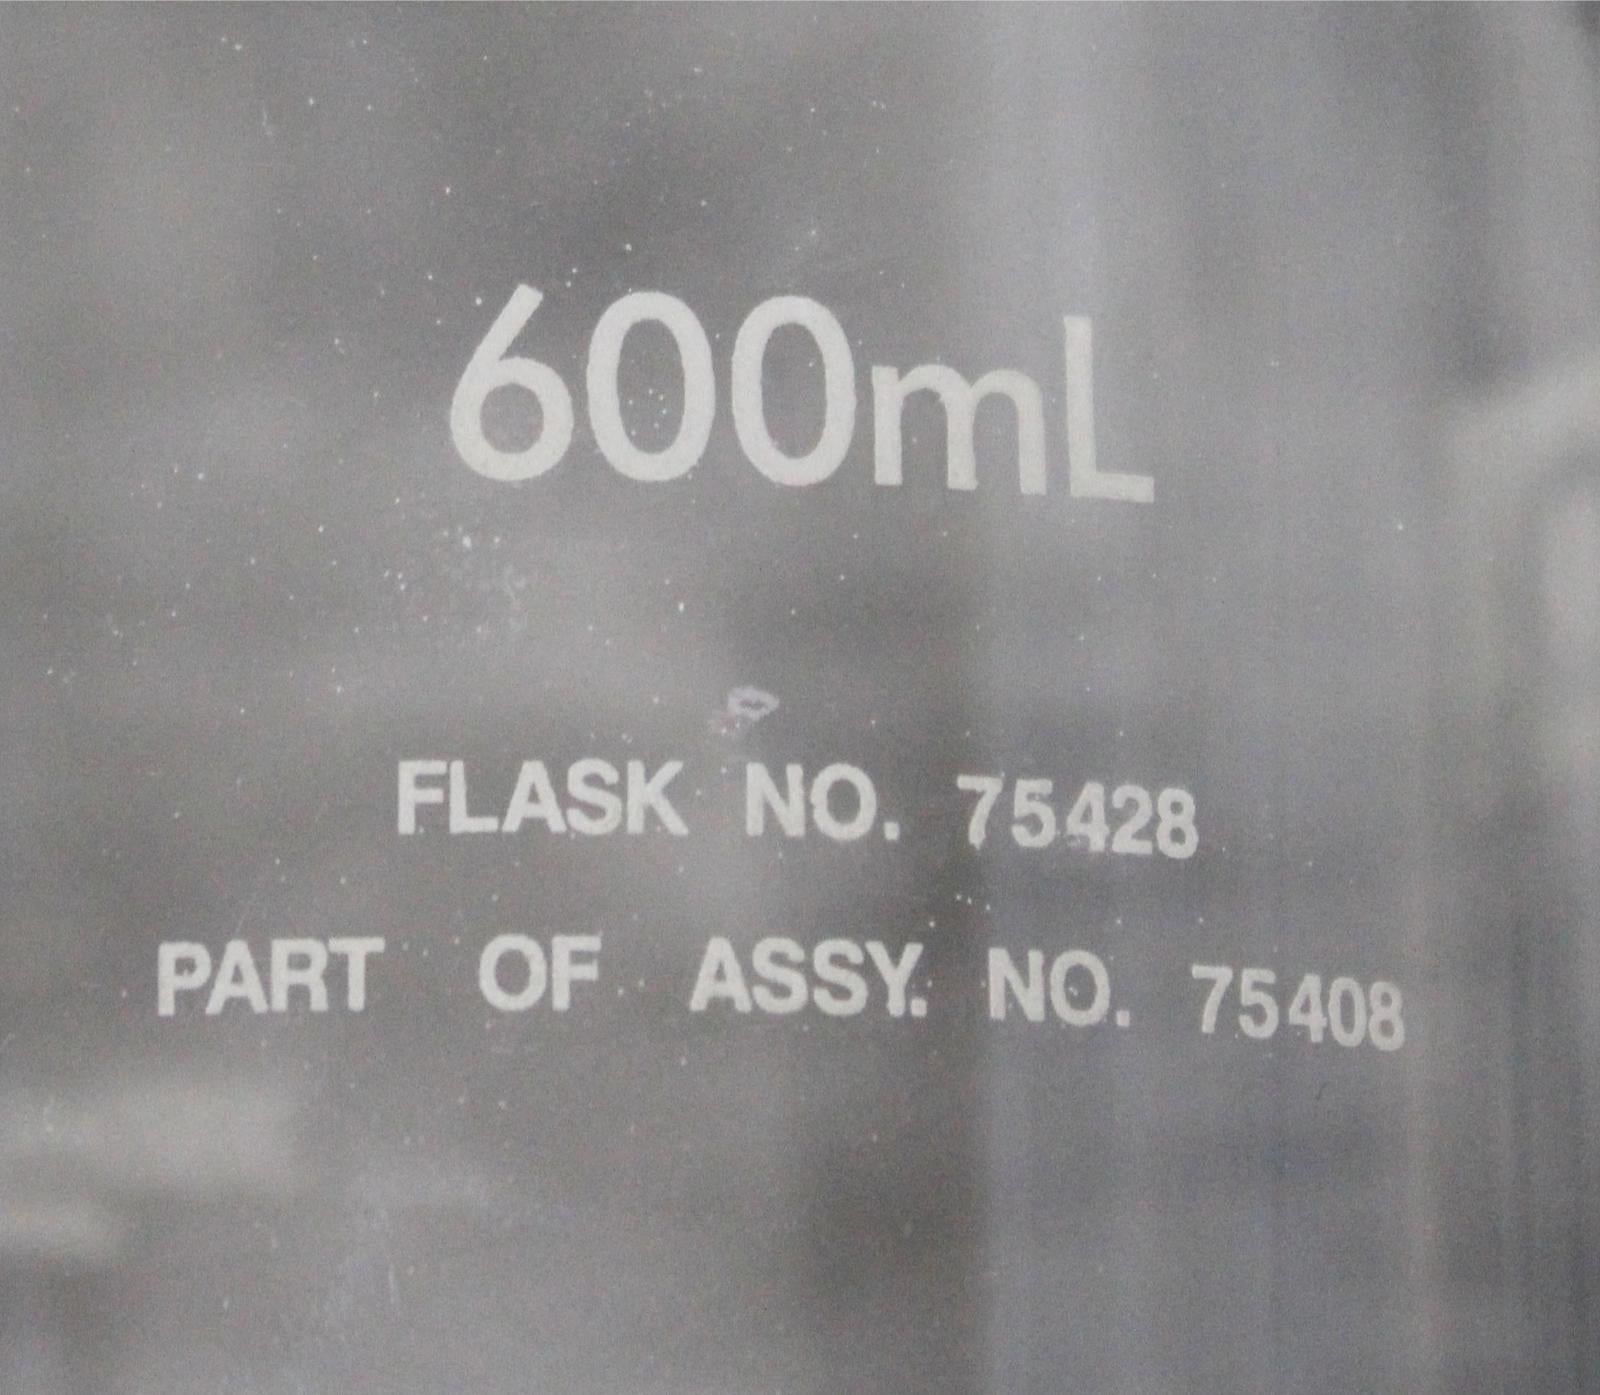 600mL
FLASK NO. 75428
PART OF ASSY. NO. 75408